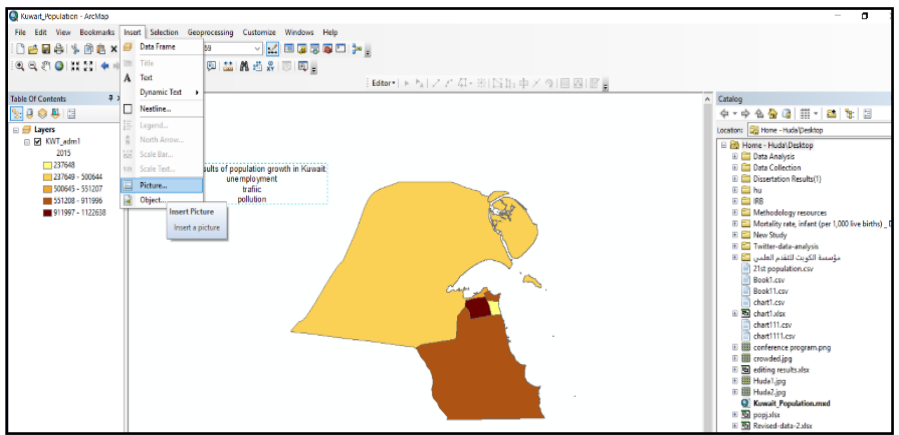 Kuwait_Population - ArcMap
File Edit View Bookmarks Insert Selection Geoprocessing Customize Windows Help
Data Frame
Title
Text
Dynamic Text
Neatline...
Legend...
North Arrow...
Scale Bar...
Scale Text...
Picture...
Object...
Insert Picture
Insert a picture
Editor
Table Of Contents
Layers
KWT_adm1
2015
237648
237649 - 500644
500645 - 551207
551208 - 911996
911997 - 1122638
sults of population growth in Kuwait
unemployment
trafiic
pollution
Catalog
Location: Home - Huda\Desktop
Home - Huda\Desktop
Data Analysis
Data Collection
Dissertation Results(1)
hu
IRB
Methodology resources
Mortality rate, infant (per 1,000 live births) _
New Study
Twitter-data-analysis
مؤسسة الكويت للتقدم العلمي
21st population.csv
Book1.csv
Book11.csv
chart1.csv
chart1.xlsx
chart111.csv
chart1111.csv
conference program.png
crowded.jpg
editing results.xlsx
Huda1.jpg
Huda2.jpg
Kuwait_Population.mxd
popj.xlsx
Revised-data-2.xlsx